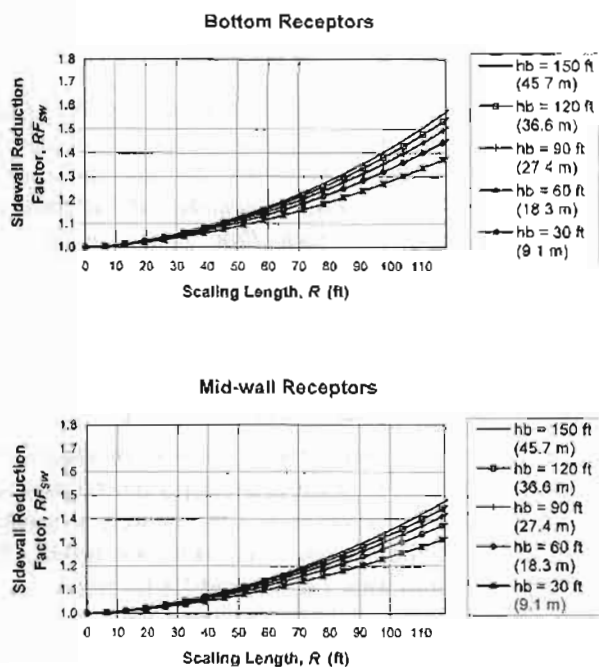 Bottom Receptors
Sidewall Reduction
Factor, RFsw
1.8
1.7
1.6
1.5
1.4
1.3
1.2
1.1
1.0
0 10 20 30 40 50 60 70 80 90 100 110
Scaling Length, R (ft)
hb = 150 ft
(45.7 m)
hb = 120 ft
(36.6 m)
hb = 90 ft
(27.4 m)
hb = 60 ft
(18.3 m)
hb = 30 ft
(9.1 m)
Mid-wall Receptors
Sidewall Reduction
Factor, RFsw
1.8
1.7
1.6
1.5
1.4
1.3
1.2
1.1
1.0
0 10 20 30 40 50 60 70 80 90 100 110
Scaling Length, R (ft)
hb = 150 ft
(45.7 m)
hb = 120 ft
(36.6 m)
hb = 90 ft
(27.4 m)
hb = 60 ft
(18.3 m)
hb = 30 ft
(9.1 m)